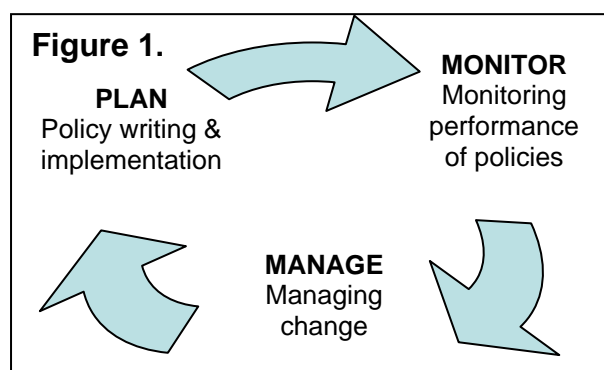 Figure 1.
PLAN
Policy writing &
implementation
MONITOR
Monitoring
performance
of policies
MANAGE
Managing
change